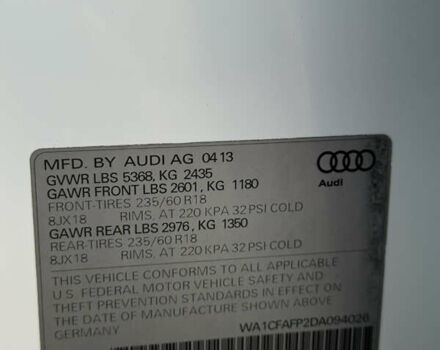 MFD. BY AUDI AG 04 13
GVWR LBS 5368, KG 2435
GAWR FRONT LBS 2601, KG 1180
FRONT-TIRES 235/60 R18
8JX18 RIMS, AT 220 KPA 32 PSI COLD
GAWR REAR LBS 2976, KG 1350
REAR-TIRES 235/60 R18
8JX18 RIMS, AT 220 KPA 32 PSI COLD
Audi
THIS VEHICLE CONFORMS TO ALL APPLICABLE
U.S. FEDERAL MOTOR VEHICLE SAFETY AND
THEFT PREVENTION STANDARDS IN EFFECT ON
THE DATE OF MANUFACTURE SHOWN ABOVE.
GERMANY WA1CFAFP2DA094026